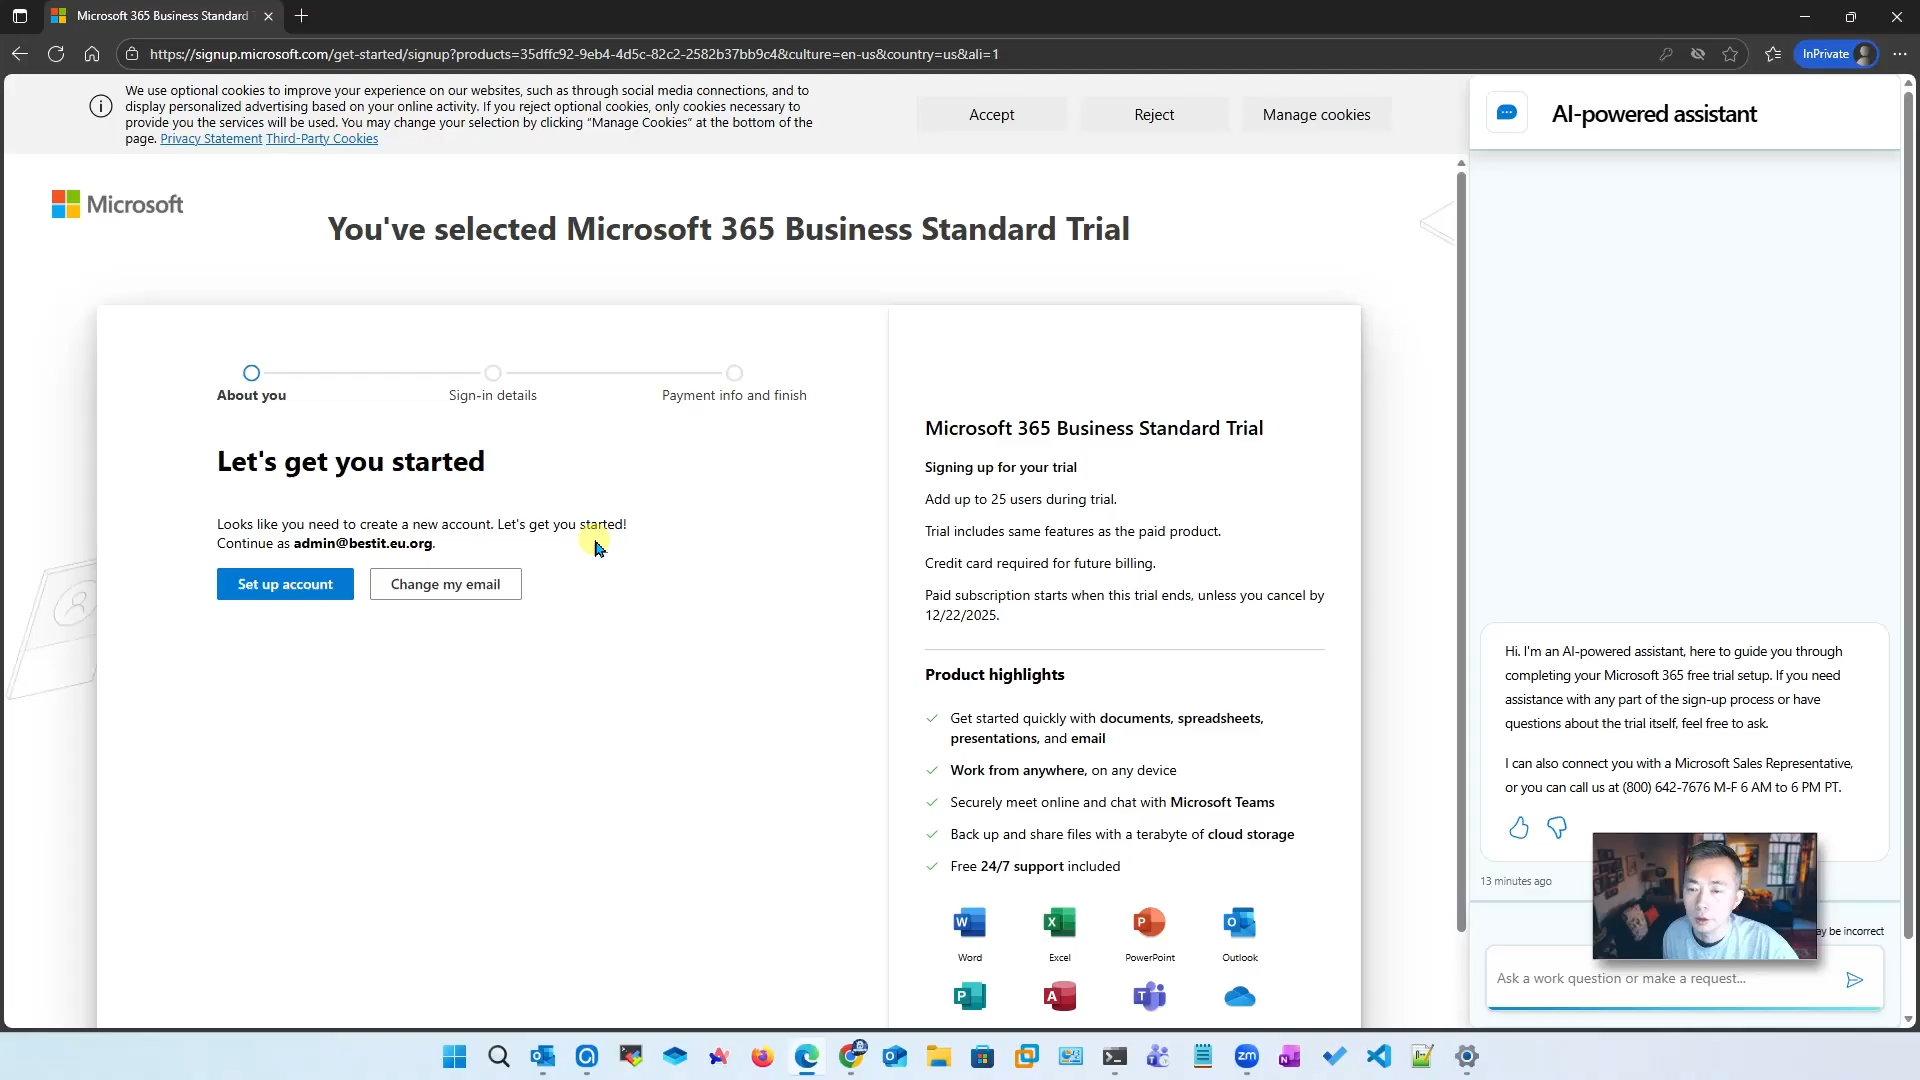 Microsoft 365 Business Standard
https://signup.microsoft.com/get-started/signup?products=35dffc92-9eb4-4d5c-82c2-2582b37bb9c4&culture=en-us&country=us&ali=1
InPrivate
We use optional cookies to improve your experience on our websites, such as through social media connections, and to
display personalized advertising based on your online activity. If you reject optional cookies, only cookies necessary to
provide you the services will be used. You may change your selection by clicking "Manage Cookies" at the bottom of the
page. Privacy Statement Third-Party Cookies
Accept
Reject
Manage cookies
AI-powered assistant
Microsoft
You've selected Microsoft 365 Business Standard Trial
About you
Sign-in details
Payment info and finish
Let's get you started
Looks like you need to create a new account. Let's get you started!
Continue as admin@bestit.eu.org.
Set up account
Change my email
Microsoft 365 Business Standard Trial
Signing up for your trial
Add up to 25 users during trial.
Trial includes same features as the paid product.
Credit card required for future billing.
Paid subscription starts when this trial ends, unless you cancel by
12/22/2025.
Product highlights
Get started quickly with documents, spreadsheets,
presentations, and email
Work from anywhere, on any device
Securely meet online and chat with Microsoft Teams
Back up and share files with a terabyte of cloud storage
Free 24/7 support included
Word
Excel
PowerPoint
Outlook
Hi. I'm an AI-powered assistant, here to guide you through
completing your Microsoft 365 free trial setup. If you need
assistance with any part of the sign-up process or have
questions about the trial itself, feel free to ask.
I can also connect you with a Microsoft Sales Representative,
or you can call us at (800) 642-7676 M-F 6 AM to 6 PM PT.
13 minutes ago
be incorrect
Ask a work question or make a request...